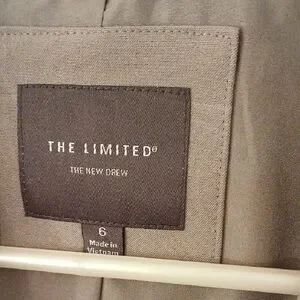 THE LIMITED®
THE NEW DREW
6
Made in
Vietnam